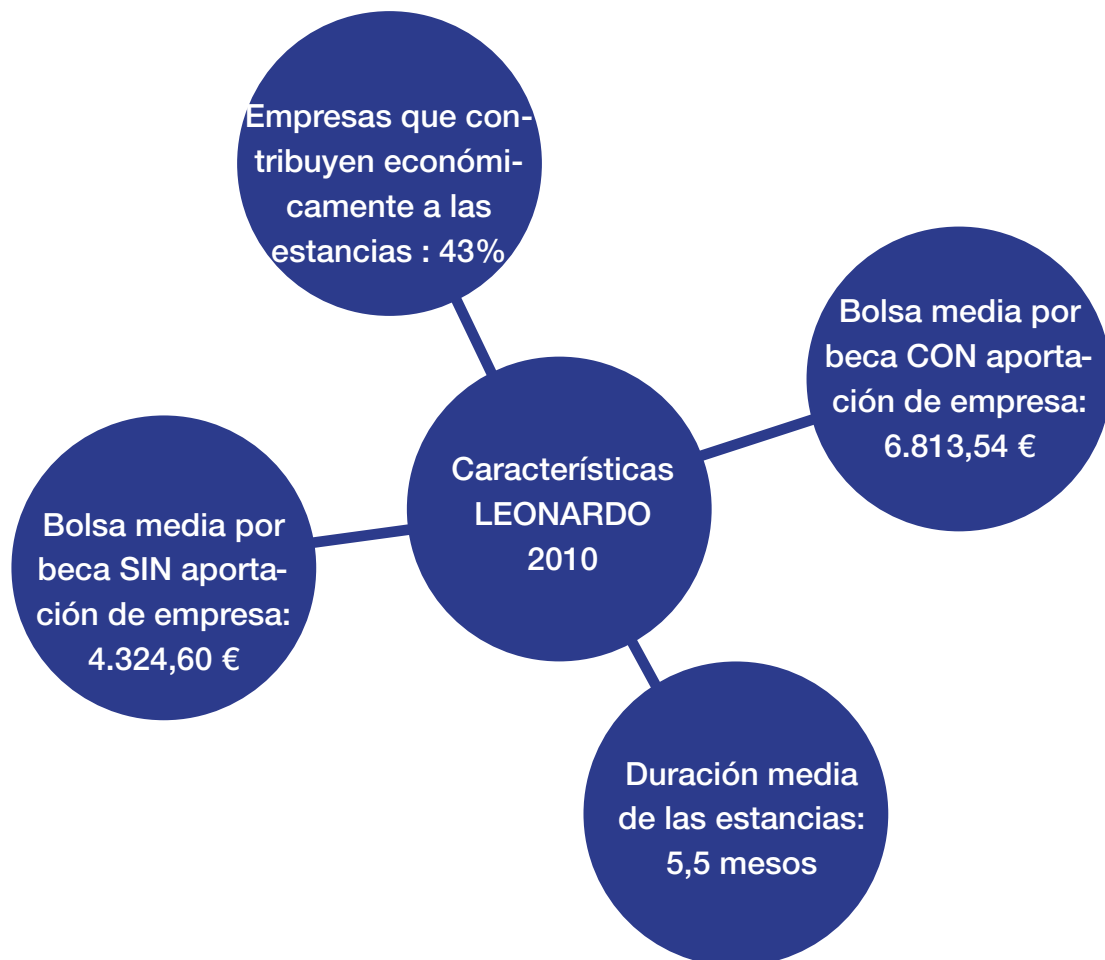 Empresas que con-
tribuyen económi-
camente a las
estancias : 43%
Bolsa media por
beca CON aporta-
ción de empresa:
6.813,54 €
Características
LEONARDO
2010
Bolsa media por
beca SIN aporta-
ción de empresa:
4.324,60 €
Duración media
de las estancias:
5,5 mesos